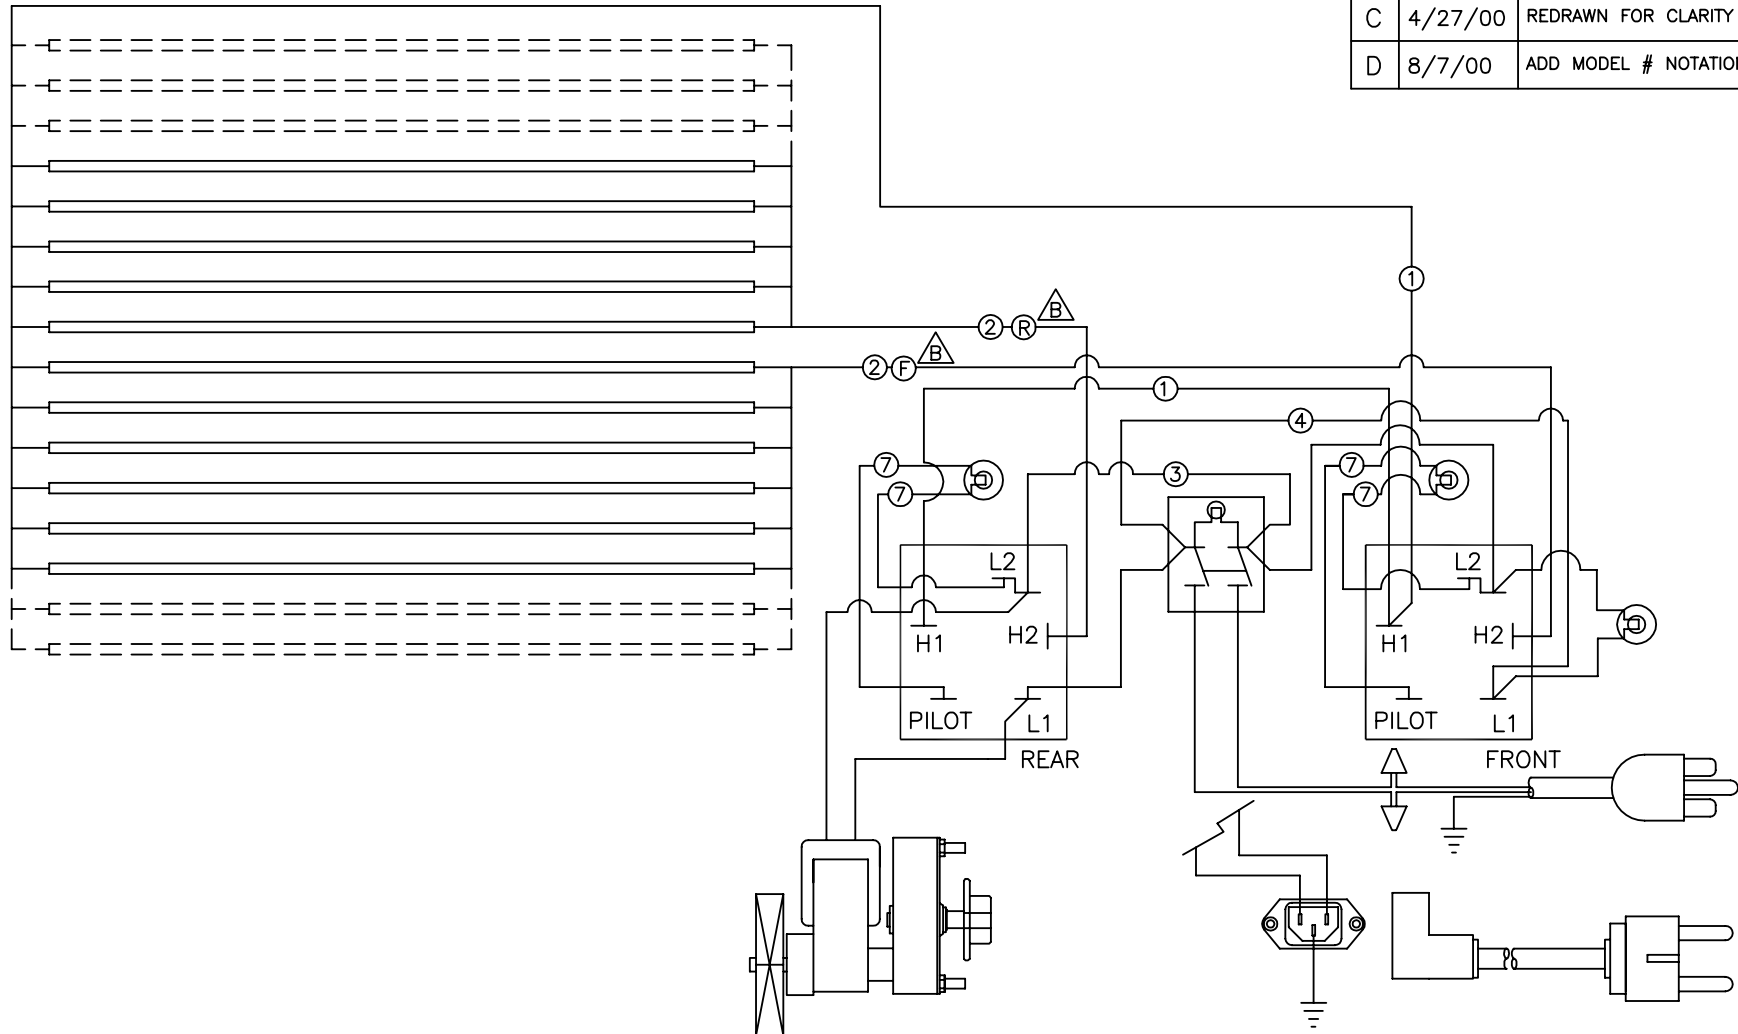 C 4/27/00 REDRAWN FOR CLARITY
D 8/7/00 ADD MODEL # NOTATION
1
B
2 R
B
2 F
1
4
7
7
3
7
7
L2
L2
H1
H2
H1
H2
PILOT
L1
PILOT
L1
REAR
FRONT